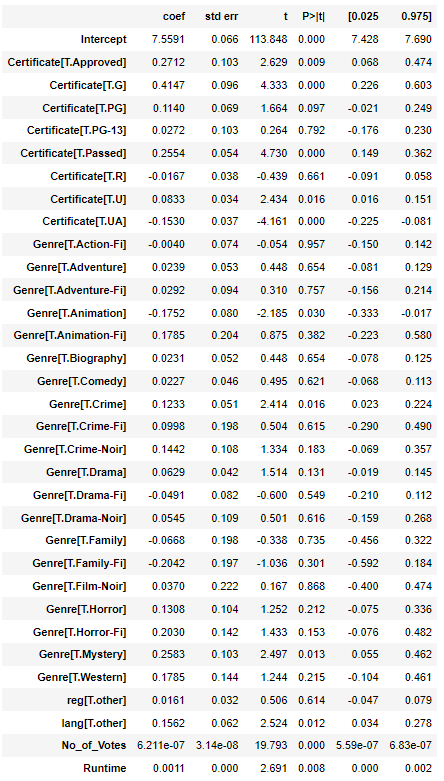 coef std err t P>|t| [0.025 0.975]
Intercept 7.5591 0.066 113.848 0.000 7.428 7.690
Certificate[T.Approved] 0.2712 0.103 2.629 0.009 0.068 0.474
Certificate[T.G] 0.4147 0.096 4.333 0.000 0.226 0.603
Certificate[T.PG] 0.1140 0.069 1.664 0.097 -0.021 0.249
Certificate[T.PG-13] 0.0272 0.103 0.264 0.792 -0.176 0.230
Certificate[T.Passed] 0.2554 0.054 4.730 0.000 0.149 0.362
Certificate[T.R] -0.0167 0.038 -0.439 0.661 -0.091 0.058
Certificate[T.U] 0.0833 0.034 2.434 0.016 0.016 0.151
Certificate[T.UA] -0.1530 0.037 -4.161 0.000 -0.225 -0.081
Genre[T.Action-Fi] -0.0040 0.074 -0.054 0.957 -0.150 0.142
Genre[T.Adventure] 0.0239 0.053 0.448 0.654 -0.081 0.129
Genre[T.Adventure-Fi] 0.0292 0.094 0.310 0.757 -0.156 0.214
Genre[T.Animation] -0.1752 0.080 -2.185 0.030 -0.333 -0.017
Genre[T.Animation-Fi] 0.1785 0.204 0.875 0.382 -0.223 0.580
Genre[T.Biography] 0.0231 0.052 0.448 0.654 -0.078 0.125
Genre[T.Comedy] 0.0227 0.046 0.495 0.621 -0.068 0.113
Genre[T.Crime] 0.1233 0.051 2.414 0.016 0.023 0.224
Genre[T.Crime-Fi] 0.0998 0.198 0.504 0.615 -0.290 0.490
Genre[T.Crime-Noir] 0.1442 0.108 1.334 0.183 -0.069 0.357
Genre[T.Drama] 0.0629 0.042 1.514 0.131 -0.019 0.145
Genre[T.Drama-Fi] -0.0491 0.082 -0.600 0.549 -0.210 0.112
Genre[T.Drama-Noir] 0.0545 0.109 0.501 0.616 -0.159 0.268
Genre[T.Family] -0.0668 0.198 -0.338 0.735 -0.456 0.322
Genre[T.Family-Fi] -0.2042 0.197 -1.036 0.301 -0.592 0.184
Genre[T.Film-Noir] 0.0370 0.222 0.167 0.868 -0.400 0.474
Genre[T.Horror] 0.1308 0.104 1.252 0.212 -0.075 0.336
Genre[T.Horror-Fi] 0.2030 0.142 1.433 0.153 -0.076 0.482
Genre[T.Mystery] 0.2583 0.103 2.497 0.013 0.055 0.462
Genre[T.Western] 0.1785 0.144 1.244 0.215 -0.104 0.461
reg[T.other] 0.0161 0.032 0.506 0.614 -0.047 0.079
lang[T.other] 0.1562 0.062 2.524 0.012 0.034 0.278
No_of_Votes 6.211e-07 3.14e-08 19.793 0.000 5.59e-07 6.83e-07
Runtime 0.0011 0.000 2.691 0.008 0.000 0.002